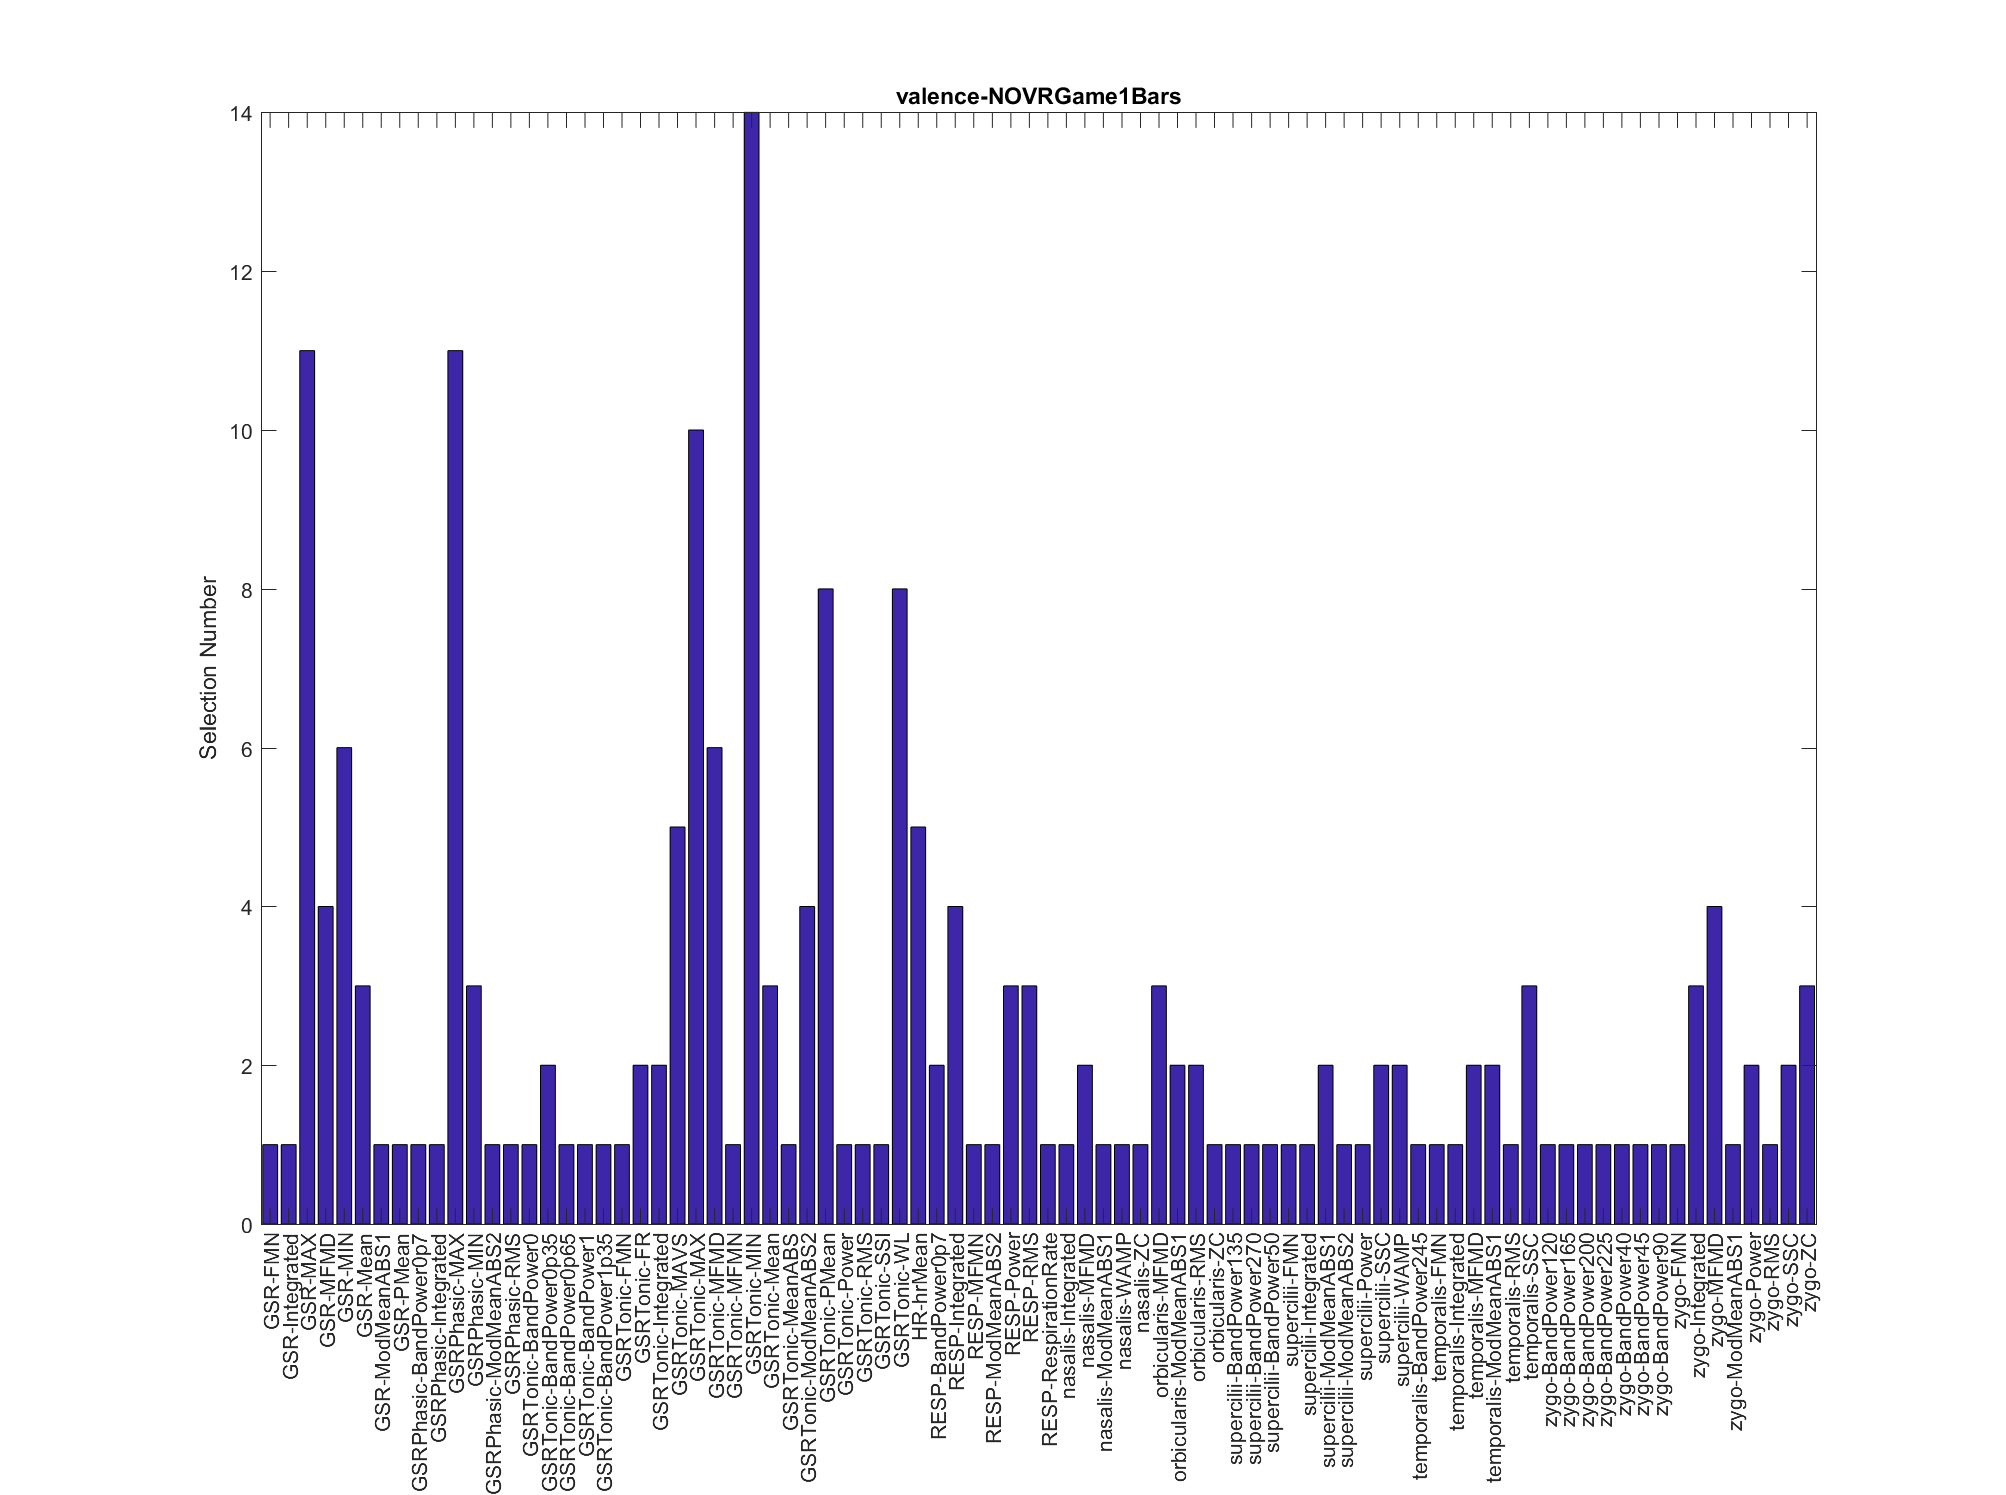 valence-NOVRGame1Bars
14
12
10
8
6
4
2
0
Selection Number
GSR-FMN
GSR-Integrated
GSR-MAX
GSR-MFMD
GSR-MIN
GSR-Mean
GSR-ModMeanABS1
GSR-PMean
GSRPhasic-BandPower0p7
GSRPhasic-Integrated
GSRPhasic-MAX
GSRPhasic-MIN
GSRPhasic-ModMeanABS2
GSRPhasic-RMS
GSRTonic-BandPower0
GSRTonic-BandPower0p35
GSRTonic-BandPower0p65
GSRTonic-BandPower1
GSRTonic-BandPower1p35
GSRTonic-FMN
GSRTonic-FR
GSRTonic-Integrated
GSRTonic-MAVS
GSRTonic-MAX
GSRTonic-MFMD
GSRTonic-MFMN
GSRTonic-MIN
GSRTonic-Mean
GSRTonic-MeanABS
GSRTonic-ModMeanABS2
GSRTonic-PMean
GSRTonic-Power
GSRTonic-RMS
GSRTonic-SSI
GSRTonic-WL
HR-hrMean
RESP-BandPower0p7
RESP-Integrated
RESP-MFMN
RESP-ModMeanABS2
RESP-Power
RESP-RMS
RESP-RespirationRate
nasalis-Integrated
nasalis-MFMD
nasalis-ModMeanABS1
nasalis-WAMP
nasalis-ZC
orbicularis-MFMD
orbicularis-ModMeanABS1
orbicularis-RMS
orbicularis-ZC
supercilii-BandPower135
supercilii-BandPower270
supercilii-BandPower50
supercilii-FMN
supercilii-Integrated
supercilii-ModMeanABS1
supercilii-ModMeanABS2
supercilii-Power
supercilii-SSC
supercilii-WAMP
temporalis-BandPower245
temporalis-FMN
temporalis-Integrated
temporalis-MFMD
temporalis-ModMeanABS1
temporalis-RMS
temporalis-SSC
zygo-BandPower120
zygo-BandPower165
zygo-BandPower200
zygo-BandPower225
zygo-BandPower40
zygo-BandPower45
zygo-BandPower90
zygo-FMN
zygo-Integrated
zygo-MFMD
zygo-ModMeanABS1
zygo-Power
zygo-RMS
zygo-SSC
zygo-ZC